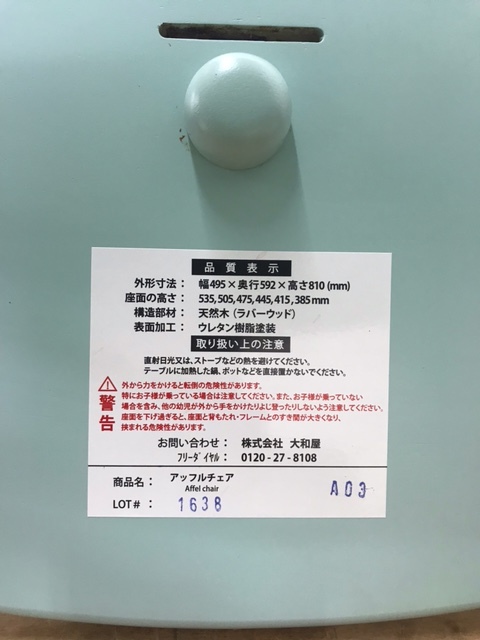 品質表示
外形寸法： 幅495×奥行592×高さ810(mm)
座面の高さ： 535,505,475,445,415,385mm
構造部材： 天然木（ラバーウッド）
表面加工： ウレタン樹脂塗装
取り扱い上の注意
直射日光又は、ストーブなどの熱を避けてください。
テーブルに加熱した鍋、ポットなどを直接置かないでください。
警告
外から力をかけると転倒の危険性があります。
特にお子様が乗っている場合は注意してください。また、お子様が乗っていない
場合を含み、他の幼児が外から手をかけたりよじ登ったりしないよう注意してください。
座面を下げ過ぎると、座面と背もたれ・フレームとのすき間が大きくなり、
挟まれる危険性があります。
お問い合わせ： 株式会社 大和屋
フリーダイヤル： 0120-27-8108
商品名： アッフルチェア
Affel chair
A03
LOT#： 1638